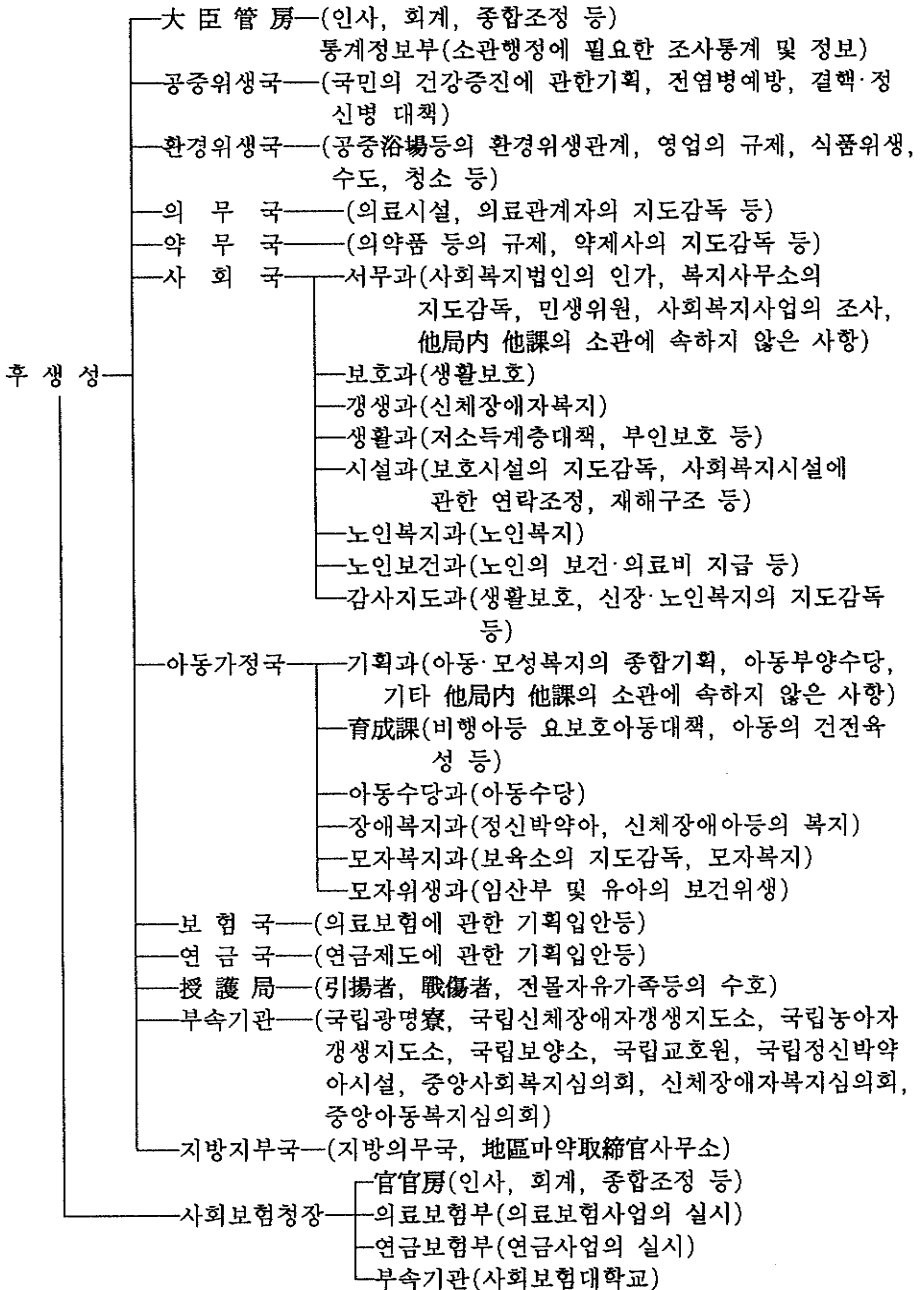 大 臣 管 房 (인사, 회계, 종합조정 등)
통계정보부(소관행정에 필요한 조사통계 및 정보)
공중위생국 (국민의 건강증진에 관한기획, 전염병예방, 결핵·정
신병 대책)
환경위생국 (공중浴場등의 환경위생관계, 영업의 규제, 식품위생,
수도, 청소 등)
의 무 국 (의료시설, 의료관계자의 지도감독 등)
약 무 국 (의약품 등의 규제, 약제사의 지도감독 등)
사 회 국 서무과(사회복지법인의 인가, 복지사무소의
지도감독, 민생위원, 사회복지사업의 조사,
他局内 他課의 소관에 속하지 않은 사항)
후 생 성
보호과(생활보호)
갱생과(신체장애자복지)
생활과(저소득계층대책, 부인보호 등)
시설과(보호시설의 지도감독, 사회복지시설에
관한 연락조정, 재해구조 등)
노인복지과(노인복지)
노인보건과(노인의 보건·의료비 지급 등)
감사지도과(생활보호, 신장·노인복지의 지도감독
등)
아동가정국 기획과(아동·모성복지의 종합기획, 아동부양수당,
기타 他局内 他課의 소관에 속하지 않은 사항)
育成課(비행아등 요보호아동대책, 아동의 건전육
성 등)
아동수당과(아동수당)
장애복지과(정신박약아, 신체장애아등의 복지)
모자복지과(보육소의 지도감독, 모자복지)
모자위생과(임산부 및 유아의 보건위생)
보 험 국 (의료보험에 관한 기획입안등)
연 금 국 (연금제도에 관한 기획입안등)
授 護 局 (引揚者, 戰傷者, 전몰자유가족등의 수호)
부속기관 (국립광명寮, 국립신체장애자갱생지도소, 국립농아자
갱생지도소, 국립보양소, 국립교호원, 국립정신박약
아시설, 중앙사회복지심의회, 신체장애자복지심의회,
중앙아동복지심의회)
지방지부국 (지방의무국, 地區마약取締官사무소)
官官房(인사, 회계, 종합조정 등)
사회보험청장 의료보험부(의료보험사업의 실시)
연금보험부(연금사업의 실시)
부속기관(사회보험대학교)